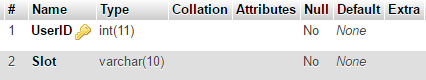 # Name Type Collation Attributes Null Default Extra
1 UserID int(11) No None
2 Slot varchar(10) No None